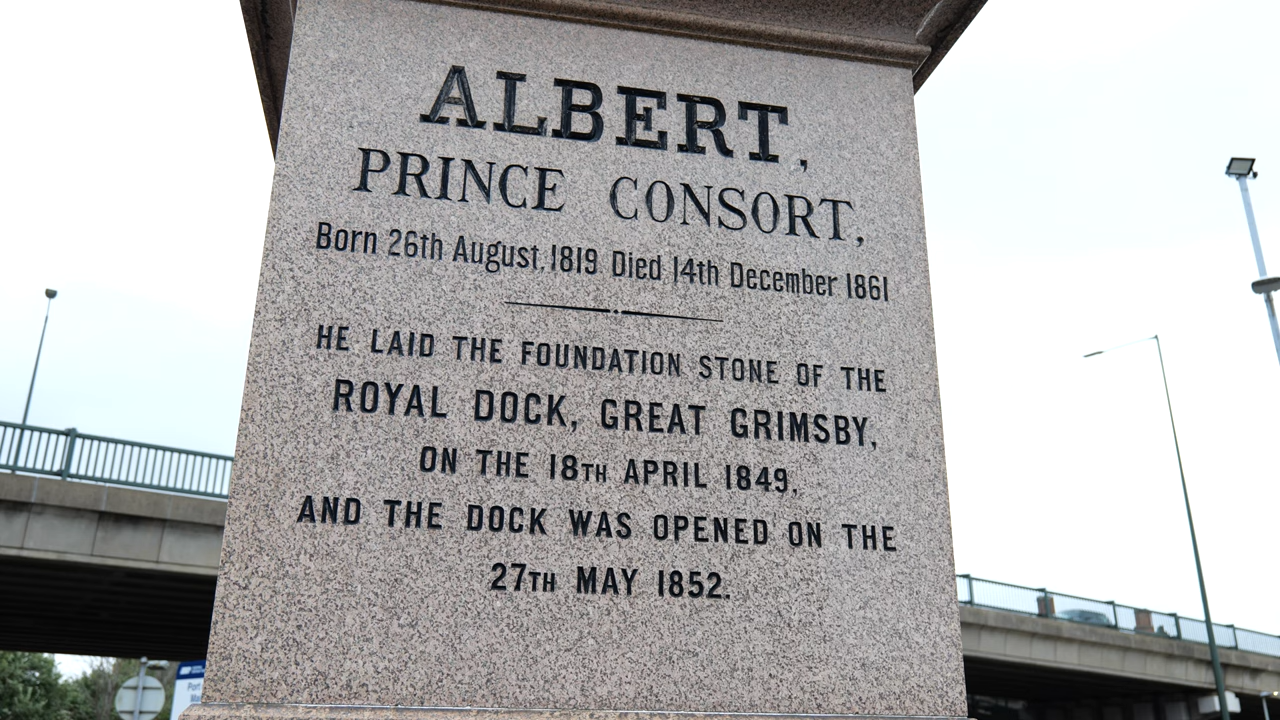 ALBERT,
PRINCE CONSORT,
Born 26th August, 1819 Died 14th December 1861
HE LAID THE FOUNDATION STONE OF THE
ROYAL DOCK, GREAT GRIMSBY,
ON THE 18TH APRIL 1849,
AND THE DOCK WAS OPENED ON THE
27TH MAY 1852.
Port